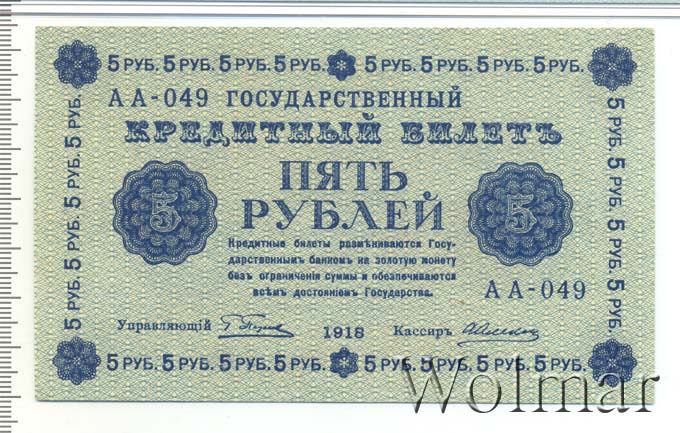 5 РУБ. 5 РУБ. 5 РУБ. 5 РУБ. 5 РУБ. 5 РУБ. 5 РУБ. 5 РУБ.
АА-049 ГОСУДАРСТВЕННЫЙ
КРЕДИТНЫЙ БИЛЕТЪ
ПЯТЬ
РУБЛЕЙ
5
5
Кредитные билеты размѣниваются Госу-
дарственнымъ банкомъ на золотую монету
безъ ограниченія суммы и обезпечиваются
всѣмъ достояніемъ Государства.
АА-049
Управляющій 1918 Кассиръ
5 РУБ. 5 РУБ. 5 РУБ. 5 РУБ. 5 РУБ. 5 РУБ. 5 РУБ. 5 РУБ.
5 РУБ. 5 РУБ. 5 РУБ. 5 РУБ.
5 РУБ. 5 РУБ. 5 РУБ. 5 РУБ.
Wolmar